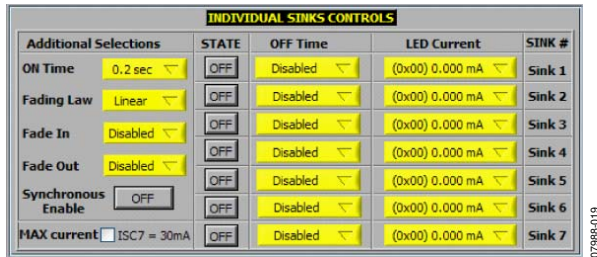 INDIVIDUAL SINKS CONTROLS
Additional Selections STATE OFF Time LED Current SINK #
ON Time 0.2 sec OFF Disabled (0x00) 0.000 mA Sink 1
Fading Law Linear OFF Disabled (0x00) 0.000 mA Sink 2
Fade In Disabled OFF Disabled (0x00) 0.000 mA Sink 3
OFF Disabled (0x00) 0.000 mA Sink 4
Fade Out Disabled OFF Disabled (0x00) 0.000 mA Sink 5
Synchronous Enable OFF OFF Disabled (0x00) 0.000 mA Sink 6
MAX current ISC7 = 30mA OFF Disabled (0x00) 0.000 mA Sink 7
07988-019